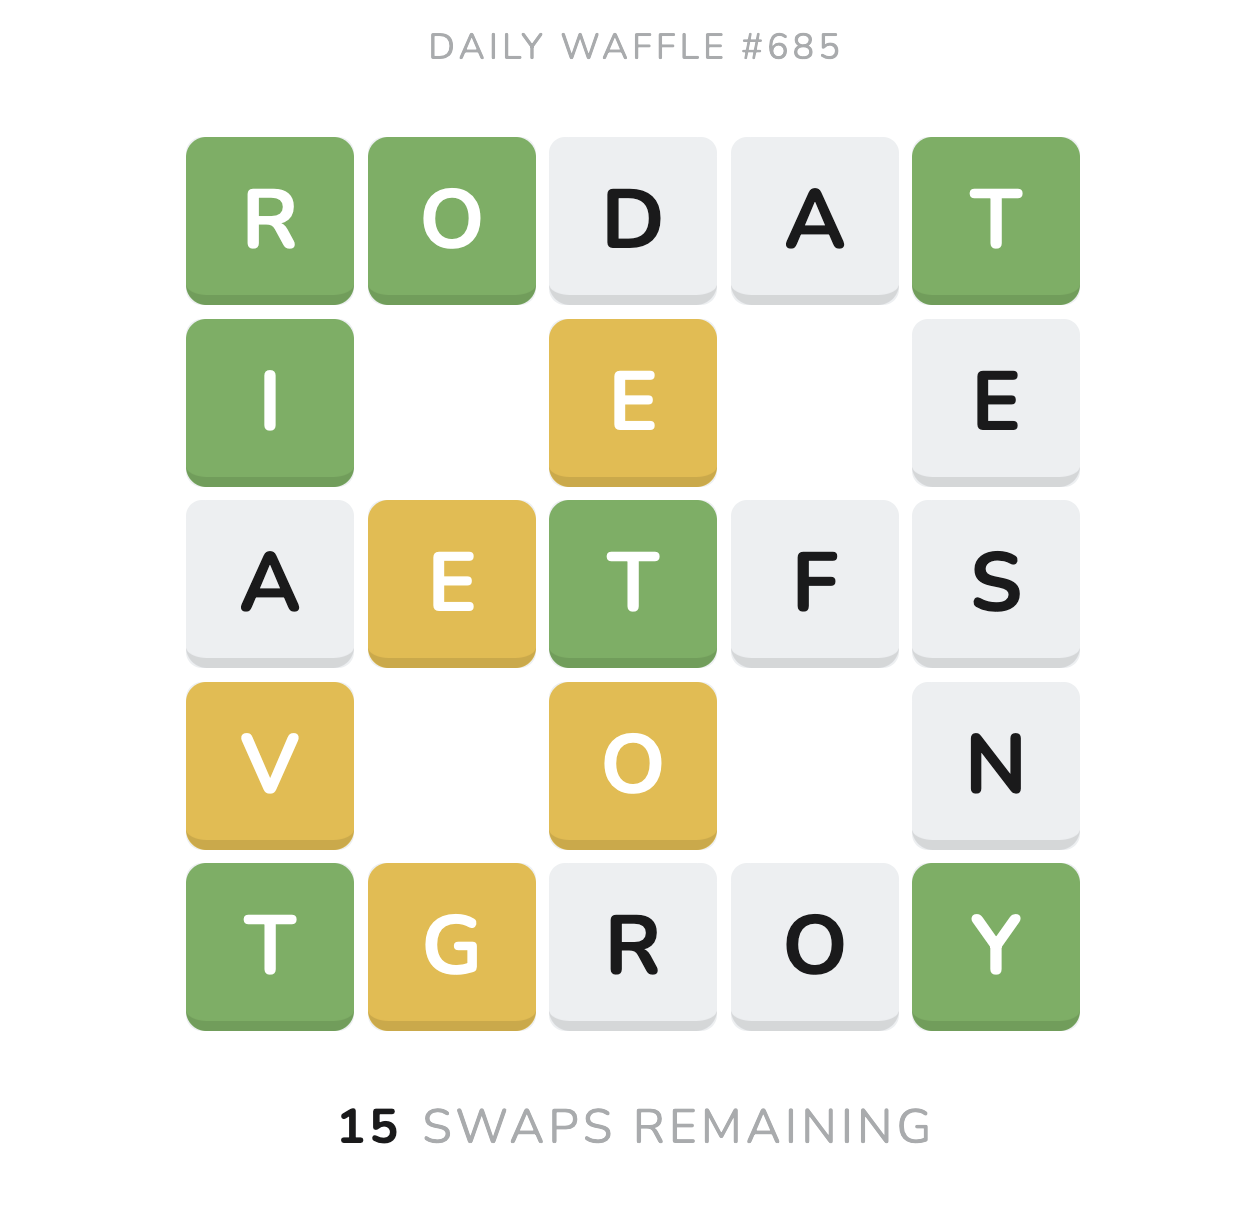 DAILY WAFFLE #685
R O D A T
I E E
A E T F S
V O N
T G R O Y
15 SWAPS REMAINING